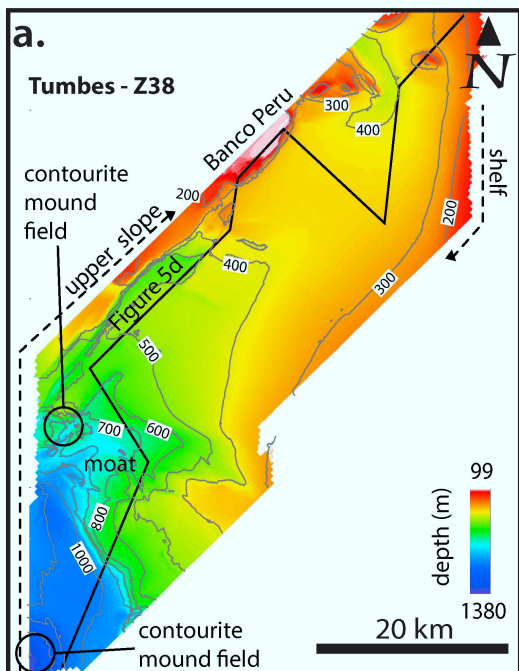 a.
N
Tumbes - Z38
300
400
Banco Peru
shelf
contourite
mound
field
200
200
upper slope
400
Figure 5d
300
500
700
600
moat
99
depth (m)
1380
800
1000
20 km
contourite
mound field